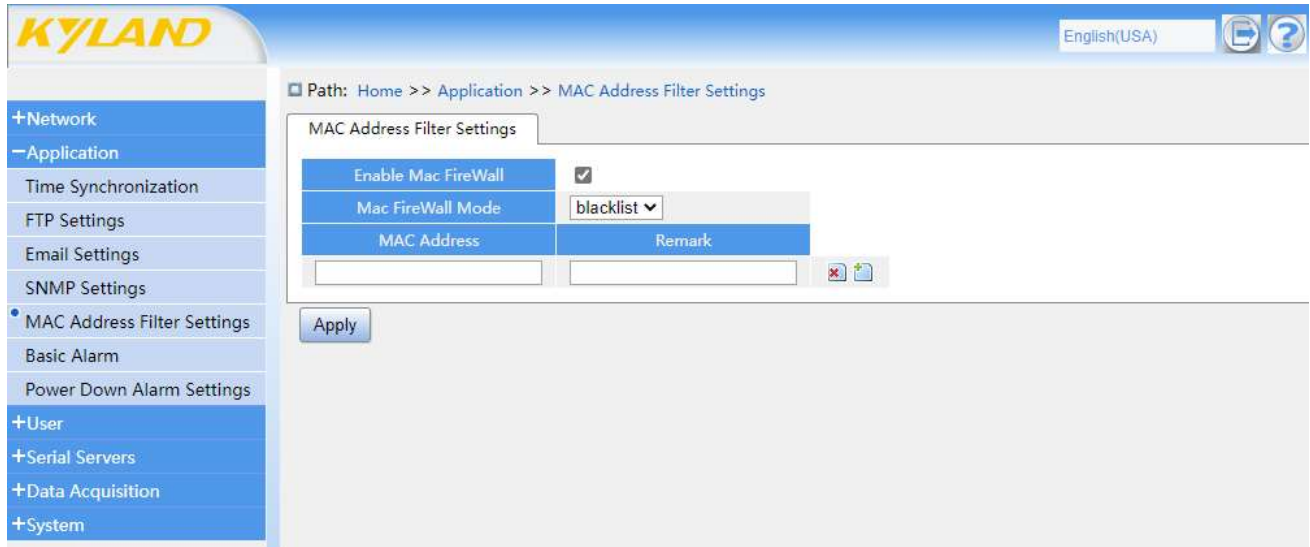 KYLAND
English(USA)
Path: Home >> Application >> MAC Address Filter Settings
+Network
−Application
Time Synchronization
FTP Settings
Email Settings
SNMP Settings
MAC Address Filter Settings
Basic Alarm
Power Down Alarm Settings
+User
+Serial Servers
+Data Acquisition
+System
MAC Address Filter Settings
Enable Mac FireWall
Mac FireWall Mode blacklist
MAC Address Remark
Apply